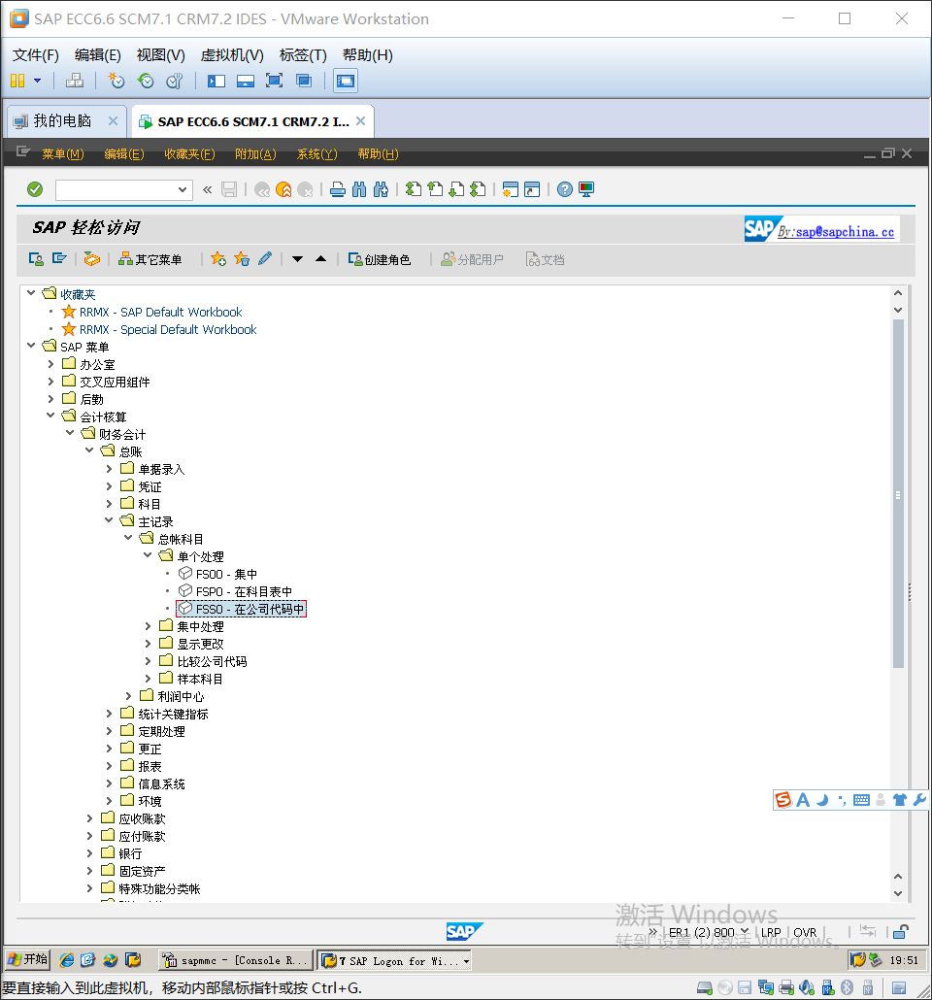 SAP ECC6.6 SCM7.1 CRM7.2 IDES - VMware Workstation
文件(F) 编辑(E) 视图(V) 虚拟机(V) 标签(T) 帮助(H)
我的电脑 SAP ECC6.6 SCM7.1 CRM7.2 I...
菜单(M) 编辑(E) 收藏夹(F) 附加(A) 系统(Y) 帮助(H)
SAP 轻松访问
SAP By:sap@sapchina.cc
其它菜单 创建角色 分配用户 文档
收藏夹
RRMX - SAP Default Workbook
RRMX - Special Default Workbook
SAP 菜单
办公室
交叉应用组件
后勤
会计核算
财务会计
总账
单据录入
凭证
科目
主记录
总帐科目
单个处理
FS00 - 集中
FSP0 - 在科目表中
FSS0 - 在公司代码中
集中处理
显示更改
比较公司代码
样本科目
利润中心
统计关键指标
定期处理
更正
报表
信息系统
环境
应收账款
应付账款
银行
固定资产
特殊功能分类帐
激活 Windows
转到"设置"以激活 Windows。
SAP ER1 (2) 800 LRP OVR
开始 sapmmc - [Console R... 7 SAP Logon for Wi... 19:51
要直接输入到此虚拟机，移动内部鼠标指针或按 Ctrl+G.